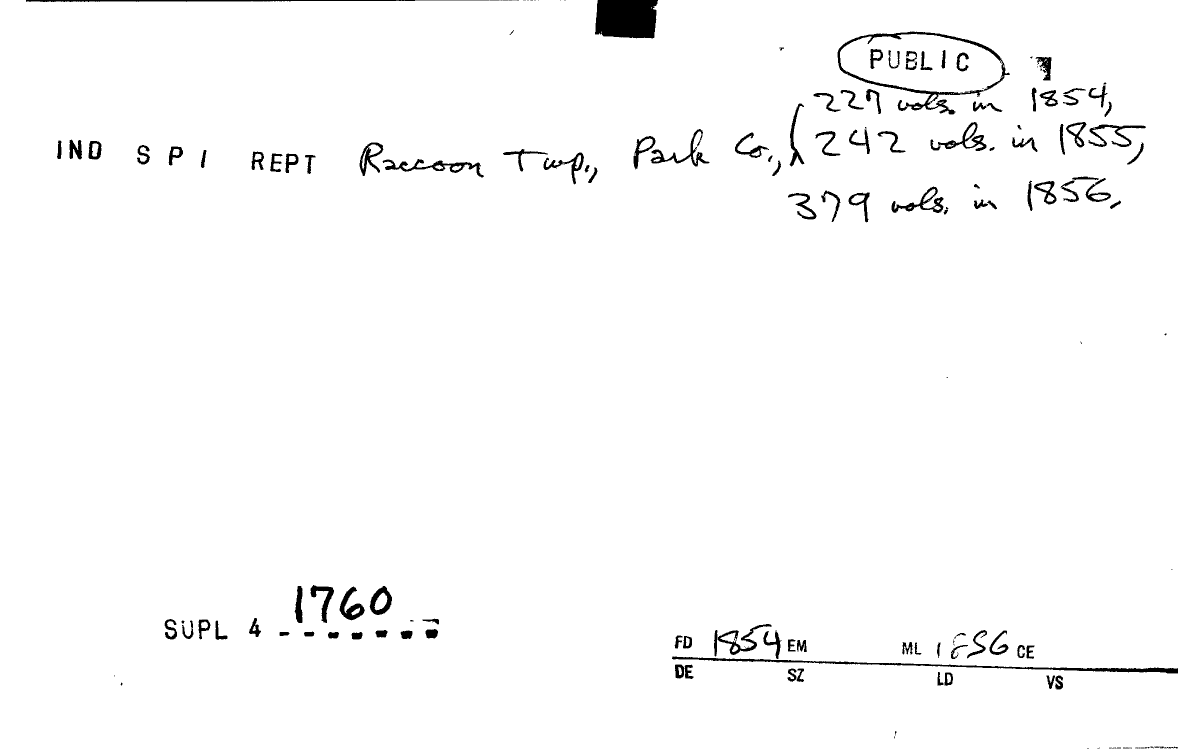 PUBLIC
227 vols. in 1854,
IND S P I REPT Raccoon Twp., Park Co., 242 vols. in 1855,
379 vols. in 1856.
SUPL 4 1760
FD 1854 EM ML 1856 CE
DE SZ LD VS